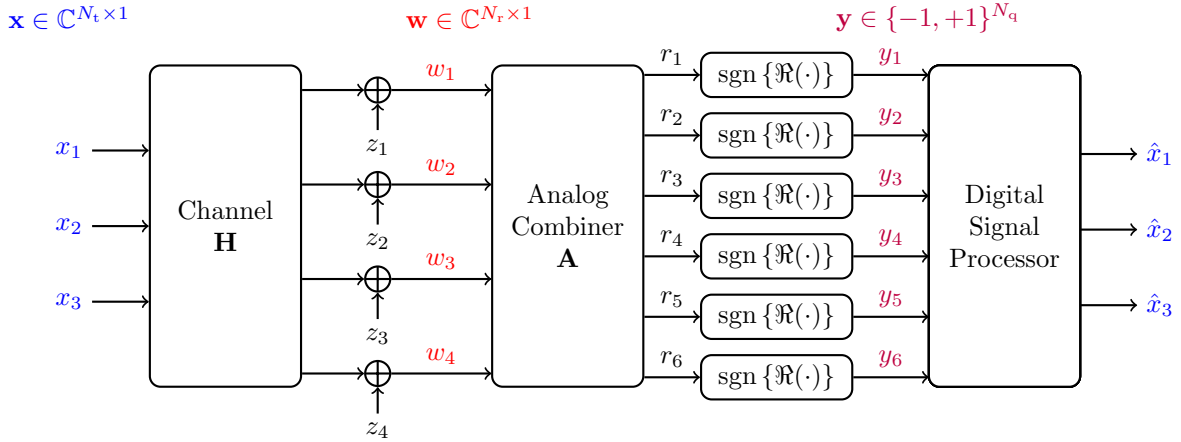 𝐱 ∈ ℂ^{N_t×1}
𝐰 ∈ ℂ^{N_r×1}
𝐲 ∈ {−1, +1}^{N_q}
x_1
x_2
x_3
Channel
𝐇
z_1
z_2
z_3
z_4
w_1
w_2
w_3
w_4
Analog
Combiner
𝐀
r_1
r_2
r_3
r_4
r_5
r_6
sgn {ℜ(·)}
sgn {ℜ(·)}
sgn {ℜ(·)}
sgn {ℜ(·)}
sgn {ℜ(·)}
sgn {ℜ(·)}
y_1
y_2
y_3
y_4
y_5
y_6
Digital
Signal
Processor
x̂_1
x̂_2
x̂_3